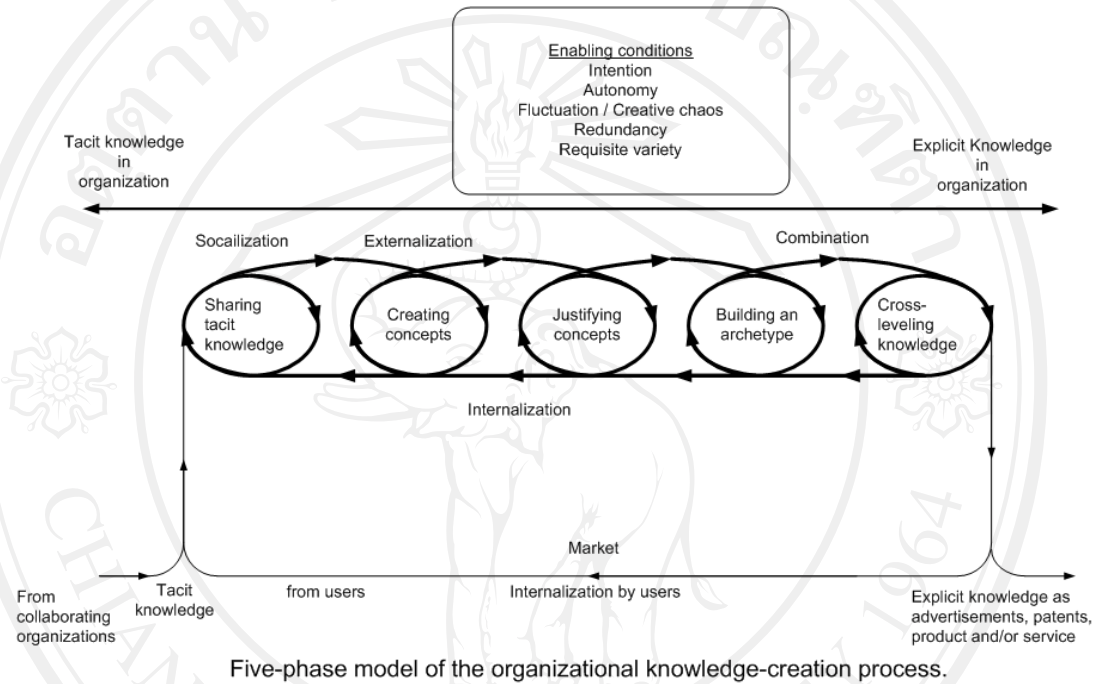 Enabling conditions
Intention
Autonomy
Fluctuation / Creative chaos
Redundancy
Requisite variety
Tacit knowledge
in
organization
Explicit Knowledge
in
organization
Socailization
Externalization
Combination
Sharing
tacit
knowledge
Creating
concepts
Justifying
concepts
Building an
archetype
Cross-
leveling
knowledge
Internalization
Market
From
collaborating
organizations
Tacit
knowledge
from users
Internalization by users
Explicit knowledge as
advertisements, patents,
product and/or service
Five-phase model of the organizational knowledge-creation process.
1964